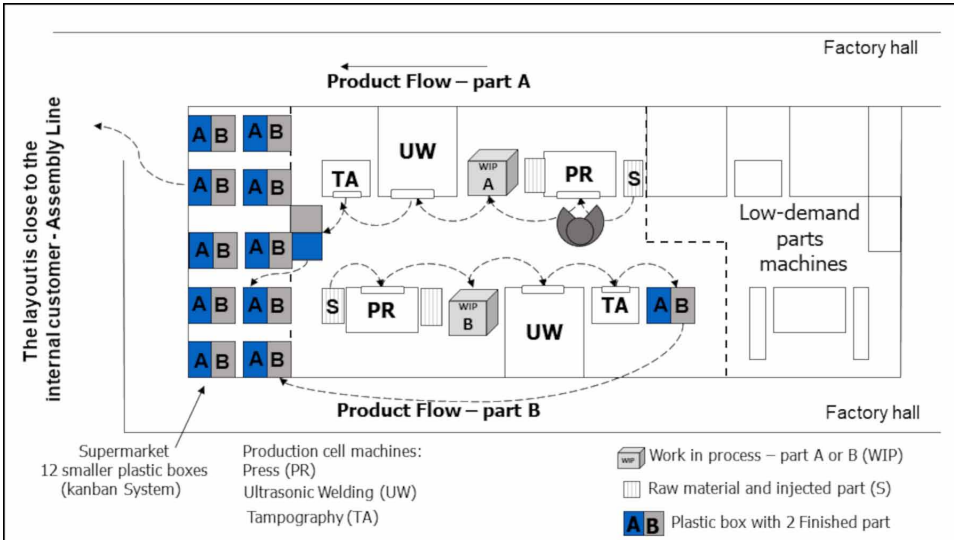 Factory hall
Product Flow – part A
The layout is close to the
internal customer - Assembly Line
A B A B
UW
WIP
A
PR
S
TA
A B A B
Low-demand
parts
machines
A B A B
A B A B
S
PR
WIP
B
UW
TA
A B
A B A B
Product Flow – part B
Factory hall
Supermarket
12 smaller plastic boxes
(kanban System)
Production cell machines:
Press (PR)
Ultrasonic Welding (UW)
Tampography (TA)
WIP Work in process – part A or B (WIP)
Raw material and injected part (S)
A B Plastic box with 2 Finished part